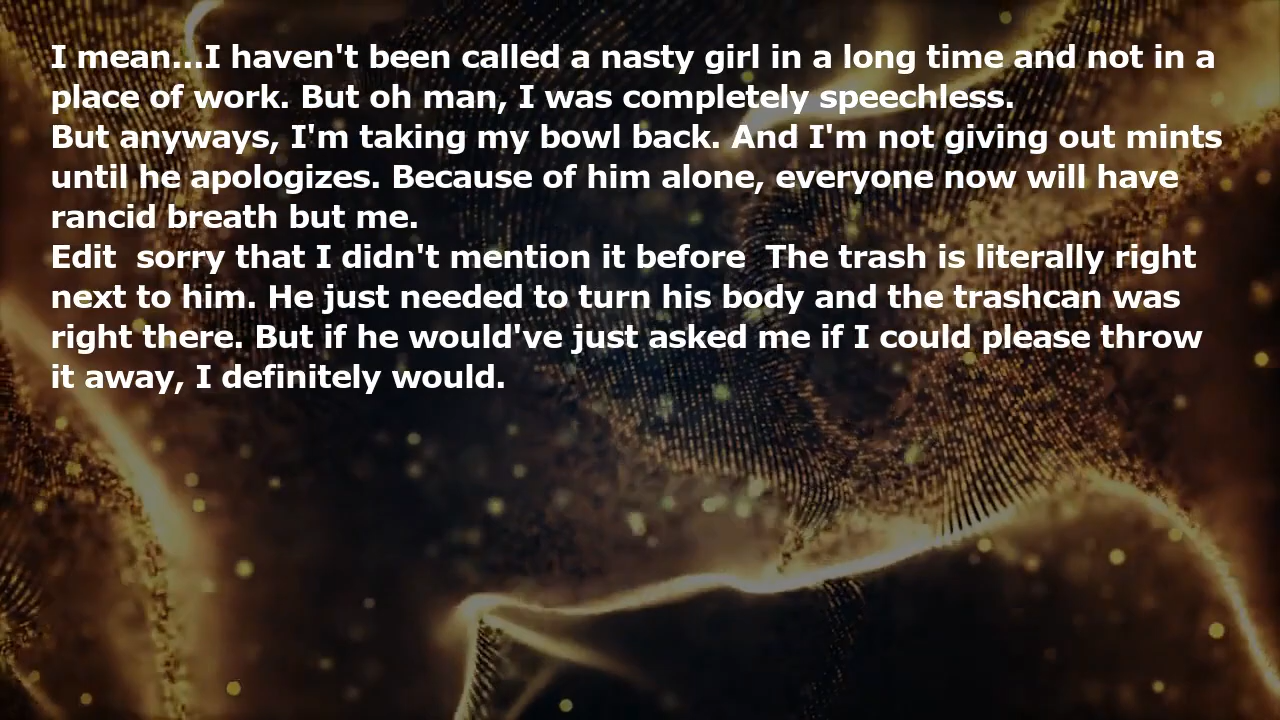 I mean...I haven't been called a nasty girl in a long time and not in a
place of work. But oh man, I was completely speechless.
But anyways, I'm taking my bowl back. And I'm not giving out mints
until he apologizes. Because of him alone, everyone now will have
rancid breath but me.
Edit  sorry that I didn't mention it before  The trash is literally right
next to him. He just needed to turn his body and the trashcan was
right there. But if he would've just asked me if I could please throw
it away, I definitely would.